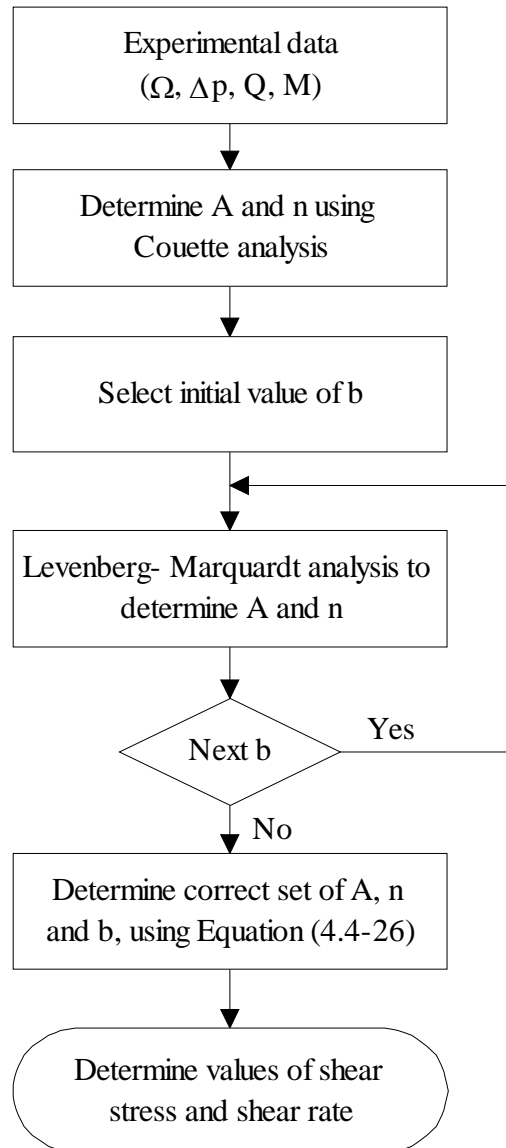 Experimental data
(Ω, Δp, Q, M)
Determine A and n using
Couette analysis
Select initial value of b
Levenberg- Marquardt analysis to
determine A and n
Next b
Yes
No
Determine correct set of A, n
and b, using Equation (4.4-26)
Determine values of shear
stress and shear rate